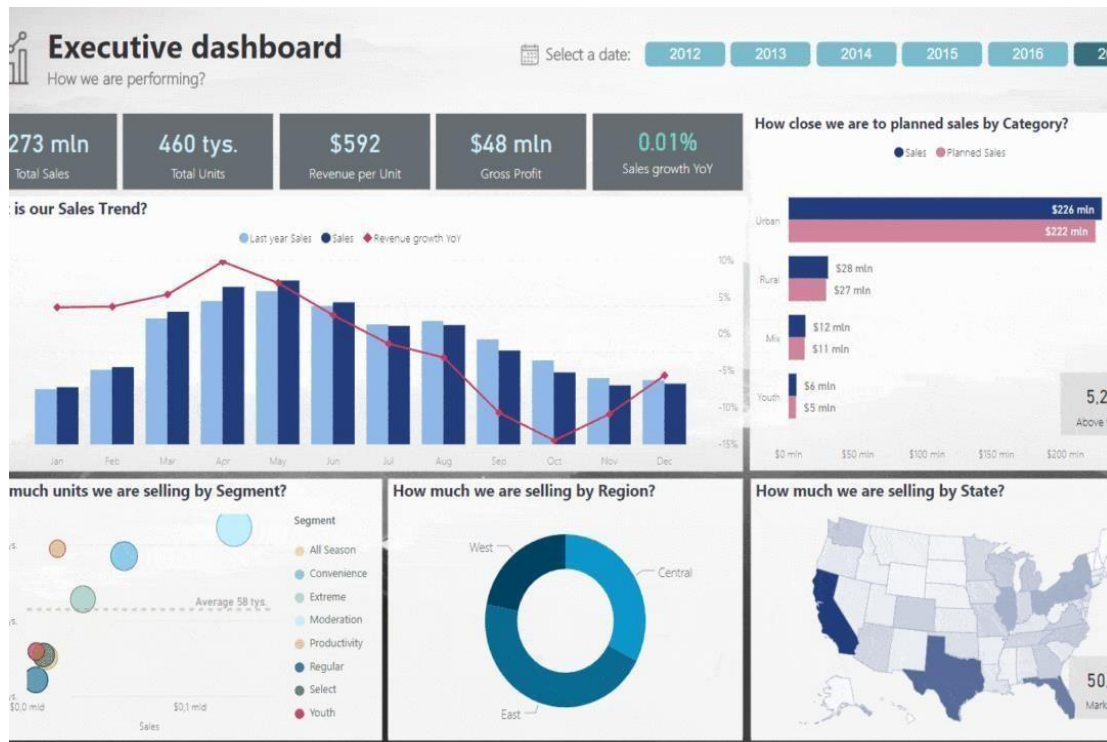 Executive dashboard
How we are performing?
Select a date:
2012
2013
2014
2015
2016
273 mln
Total Sales
460 tys.
Total Units
$592
Revenue per Unit
$48 mln
Gross Profit
0.01%
Sales growth YoY
is our Sales Trend?
Last year Sales
Sales
Revenue growth YoY
10%
5%
0%
-5%
-10%
-15%
Jan
Feb
Mar
Apr
May
Jun
Jul
Aug
Sep
Oct
Nov
Dec
How close we are to planned sales by Category?
Sales
Planned Sales
Urban
$226 mln
$222 mln
Rural
$28 mln
$27 mln
Mix
$12 mln
$11 mln
Youth
$6 mln
$5 mln
5,2
Above
$0 mln
$50 mln
$100 mln
$150 mln
$200 mln
much units we are selling by Segment?
Average 58 tys.
$0,0 mld
$0,1 mld
Sales
Segment
All Season
Convenience
Extreme
Moderation
Productivity
Regular
Select
Youth
How much we are selling by Region?
West
Central
East
How much we are selling by State?
50,
Mark